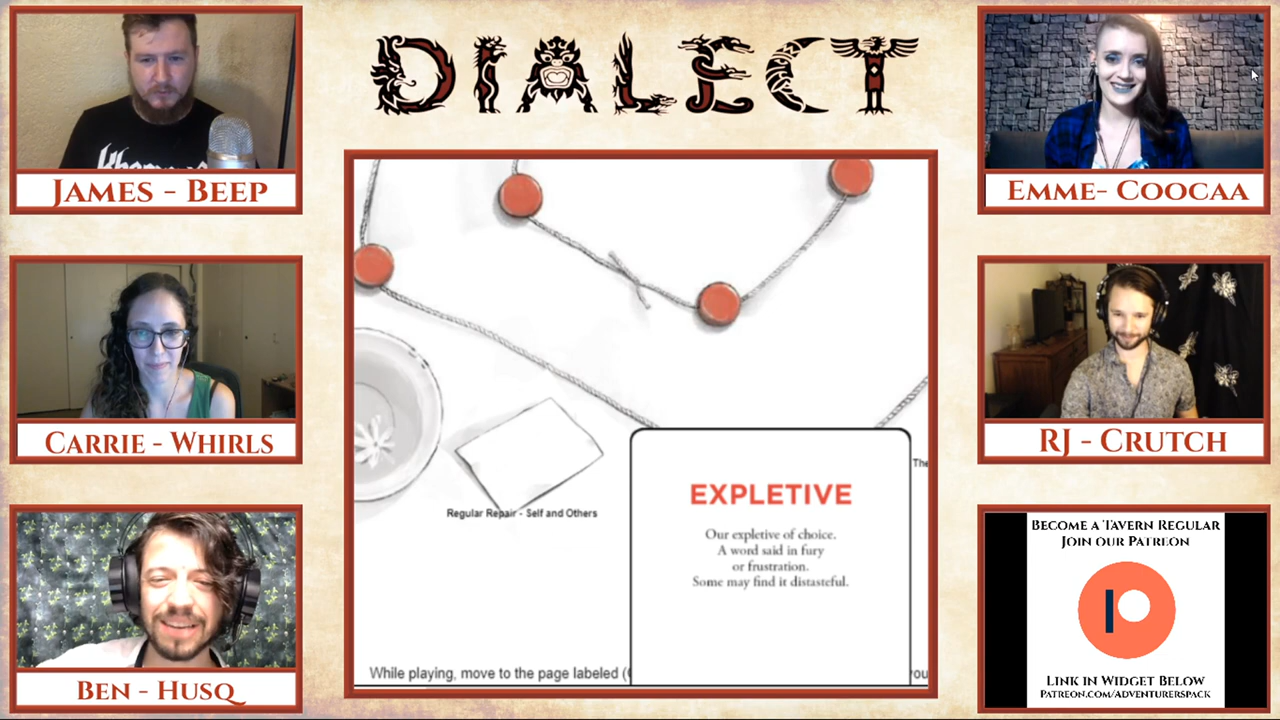 DIALECT
JAMES - BEEP
EMME- COOCAA
CARRIE - WHIRLS
RJ - CRUTCH
BEN - HUSQ
Regular Repair - Self and Others
The
EXPLETIVE
Our expletive of choice.
A word said in fury
or frustration.
Some may find it distasteful.
While playing, move to the page labeled (
BECOME A TAVERN REGULAR
JOIN OUR PATREON
LINK IN WIDGET BELOW
PATREON.COM/ADVENTURERSPACK